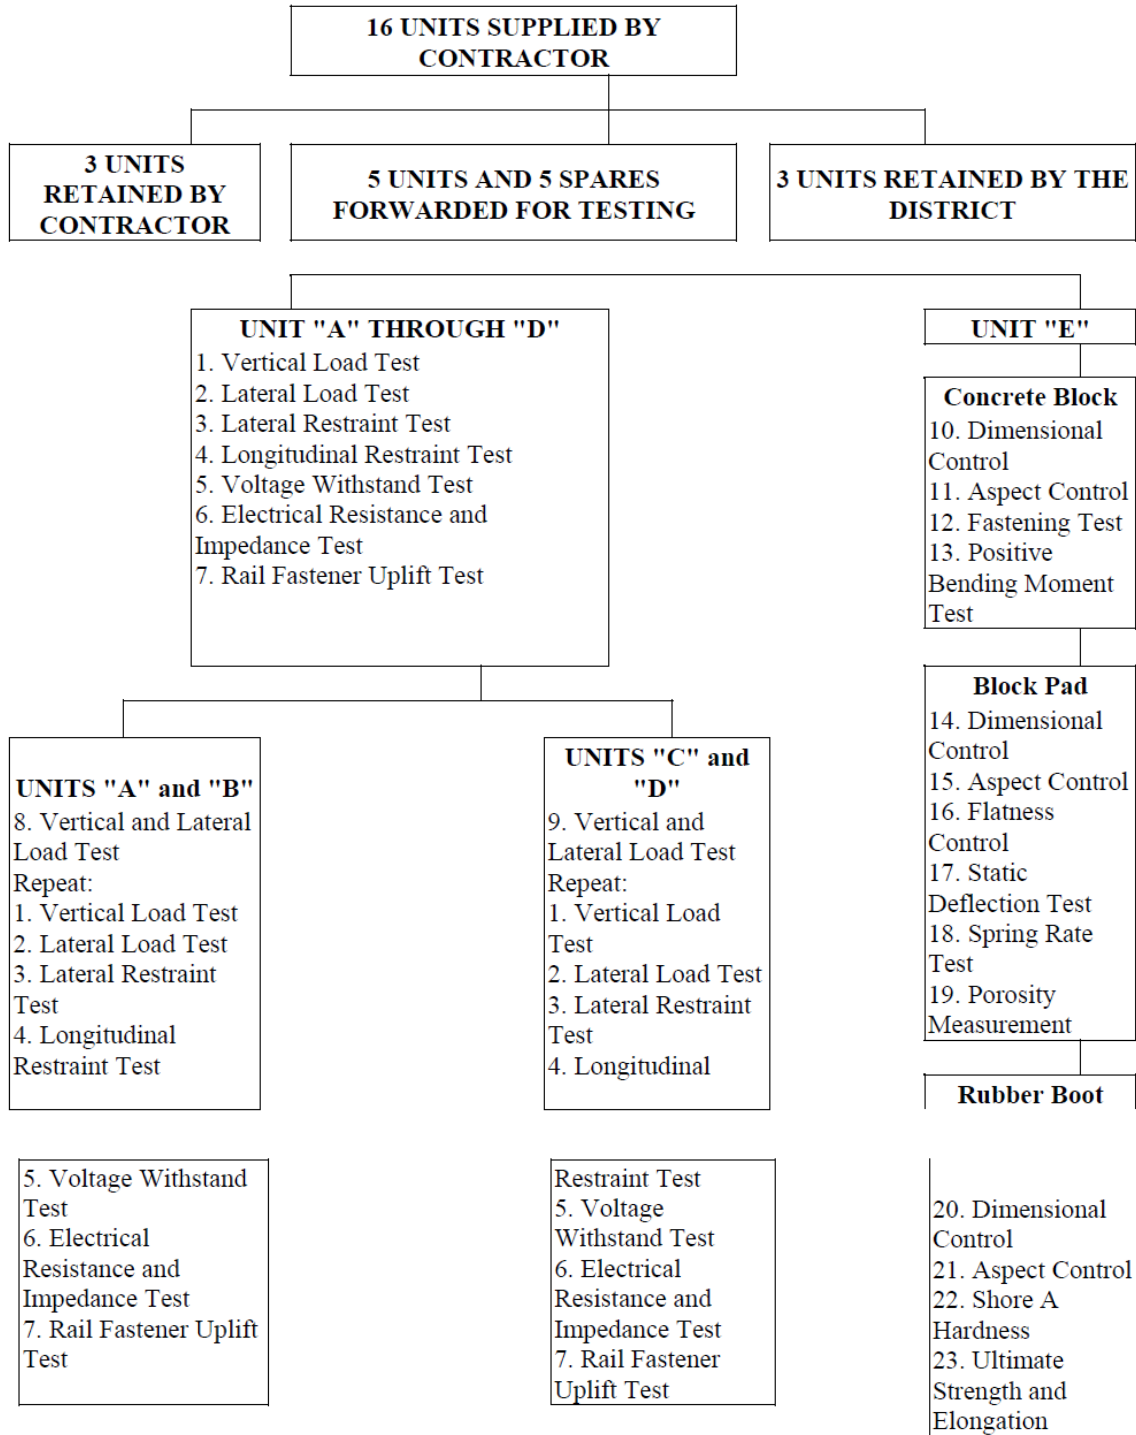 16 UNITS SUPPLIED BY
CONTRACTOR
3 UNITS
RETAINED BY
CONTRACTOR
5 UNITS AND 5 SPARES
FORWARDED FOR TESTING
3 UNITS RETAINED BY THE
DISTRICT
UNIT "A" THROUGH "D"
1. Vertical Load Test
2. Lateral Load Test
3. Lateral Restraint Test
4. Longitudinal Restraint Test
5. Voltage Withstand Test
6. Electrical Resistance and
Impedance Test
7. Rail Fastener Uplift Test
UNIT "E"
Concrete Block
10. Dimensional
Control
11. Aspect Control
12. Fastening Test
13. Positive
Bending Moment
Test
Block Pad
14. Dimensional
Control
15. Aspect Control
16. Flatness
Control
17. Static
Deflection Test
18. Spring Rate
Test
19. Porosity
Measurement
UNITS "A" and "B"
8. Vertical and Lateral
Load Test
Repeat:
1. Vertical Load Test
2. Lateral Load Test
3. Lateral Restraint
Test
4. Longitudinal
Restraint Test
UNITS "C" and
"D"
9. Vertical and
Lateral Load Test
Repeat:
1. Vertical Load
Test
2. Lateral Load Test
3. Lateral Restraint
Test
4. Longitudinal
Rubber Boot
5. Voltage Withstand
Test
6. Electrical
Resistance and
Impedance Test
7. Rail Fastener Uplift
Test
Restraint Test
5. Voltage
Withstand Test
6. Electrical
Resistance and
Impedance Test
7. Rail Fastener
Uplift Test
20. Dimensional
Control
21. Aspect Control
22. Shore A
Hardness
23. Ultimate
Strength and
Elongation